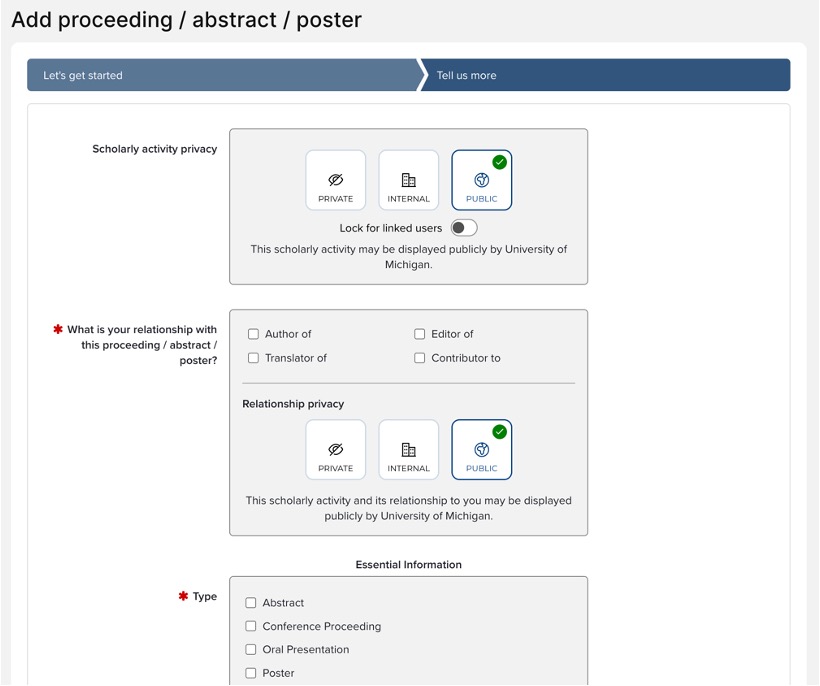 Add proceeding / abstract / poster
Let's get started
Tell us more
Scholarly activity privacy
PRIVATE
INTERNAL
PUBLIC
Lock for linked users
This scholarly activity may be displayed publicly by University of
Michigan.
✱ What is your relationship with
this proceeding / abstract /
poster?
Author of
Editor of
Translator of
Contributor to
Relationship privacy
PRIVATE
INTERNAL
PUBLIC
This scholarly activity and its relationship to you may be displayed
publicly by University of Michigan.
Essential Information
✱ Type
Abstract
Conference Proceeding
Oral Presentation
Poster